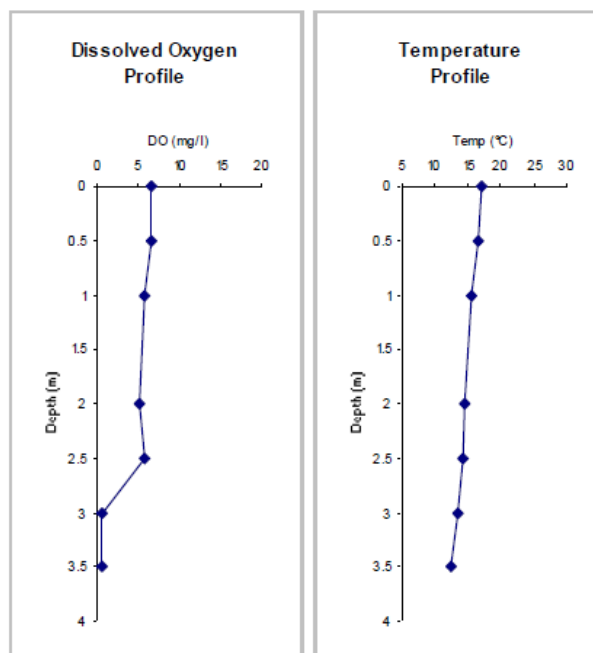 Dissolved Oxygen
Profile
DO (mg/l)
0 5 10 15 20
0
0.5
1
1.5
2
2.5
3
3.5
4
Depth (m)
Temperature
Profile
Temp (°C)
5 10 15 20 25 30
0
0.5
1
1.5
2
2.5
3
3.5
4
Depth (m)